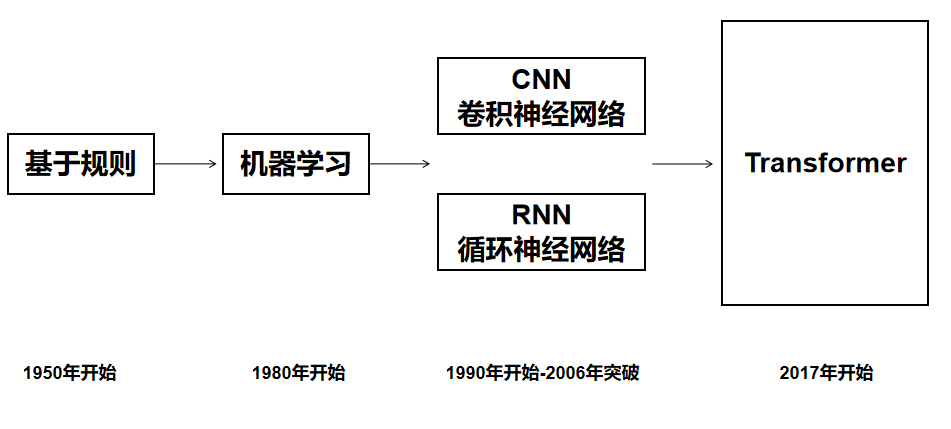 基于规则
机器学习
CNN
卷积神经网络
RNN
循环神经网络
Transformer
1950年开始
1980年开始
1990年开始-2006年突破
2017年开始